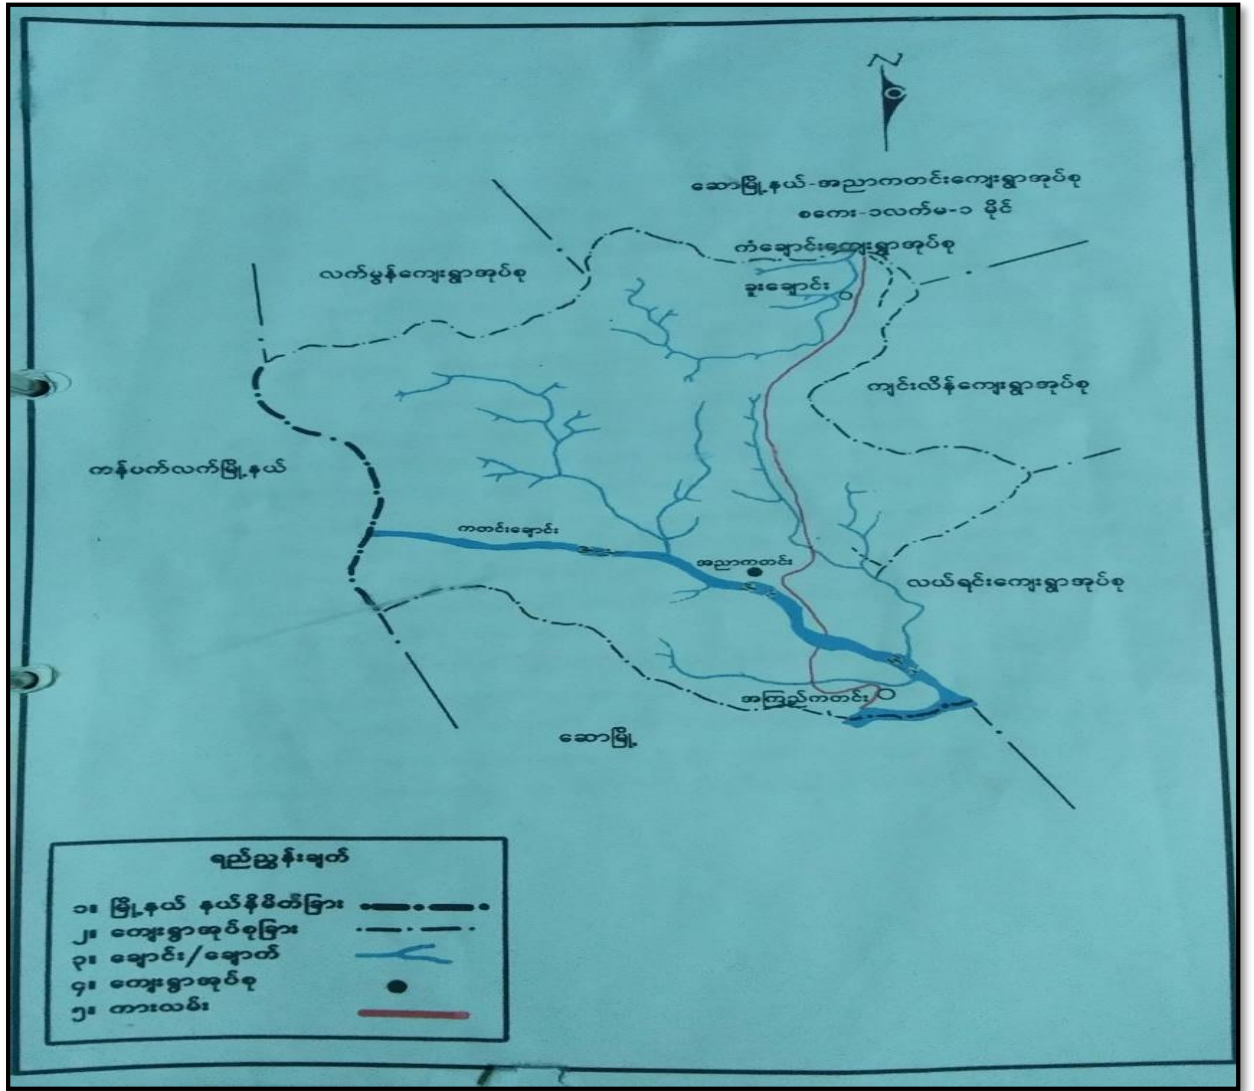 N
ဆောမြို့နယ်-အညာကတင်းကျေးရွာအုပ်စု
စကေး-၁လက်မ-၁ မိုင်
ကံချောင်းကျေးရွာအုပ်စု
လက်မွန်ကျေးရွာအုပ်စု
ခူးချောင်း
ကျင်းလိန်ကျေးရွာအုပ်စု
ကန်ပက်လက်မြို့နယ်
ကတင်းချောင်း
အညာကတင်း
လယ်ရင်းကျေးရွာအုပ်စု
အကြည်ကတင်း
ဆောမြို့
ရည်ညွှန်းချက်
၁။ မြို့နယ် နယ်နိမိတ်ခြား
၂။ ကျေးရွာအုပ်စုခြား
၃။ ချောင်း/ချောက်
၄။ ကျေးရွာအုပ်စု
၅။ ကားလမ်း